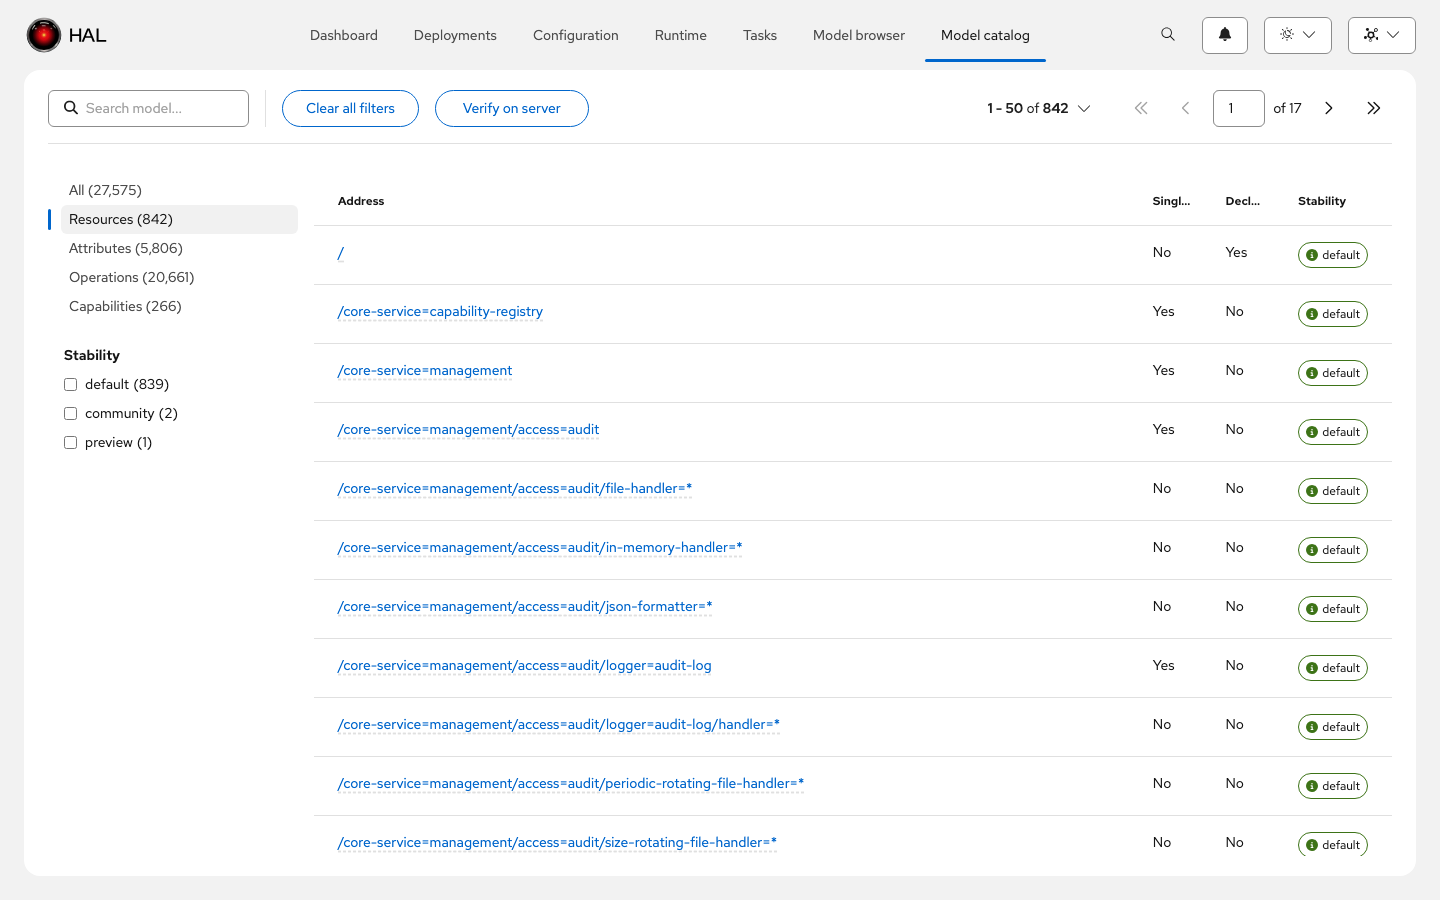 HAL
Dashboard Deployments Configuration Runtime Tasks Model browser Model catalog
Search model... Clear all filters Verify on server 1 - 50 of 842 1 of 17
All (27,575)
Resources (842)
Attributes (5,806)
Operations (20,661)
Capabilities (266)
Stability
default (839)
community (2)
preview (1)
Address Singl... Decl... Stability
/ No Yes default
/core-service=capability-registry Yes No default
/core-service=management Yes No default
/core-service=management/access=audit Yes No default
/core-service=management/access=audit/file-handler=* No No default
/core-service=management/access=audit/in-memory-handler=* No No default
/core-service=management/access=audit/json-formatter=* No No default
/core-service=management/access=audit/logger=audit-log Yes No default
/core-service=management/access=audit/logger=audit-log/handler=* No No default
/core-service=management/access=audit/periodic-rotating-file-handler=* No No default
/core-service=management/access=audit/size-rotating-file-handler=* No No default